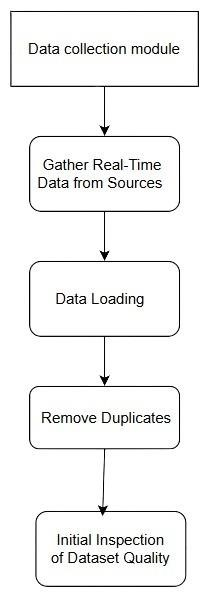 Data collection module
Gather Real-Time
Data from Sources
Data Loading
Remove Duplicates
Initial Inspection
of Dataset Quality